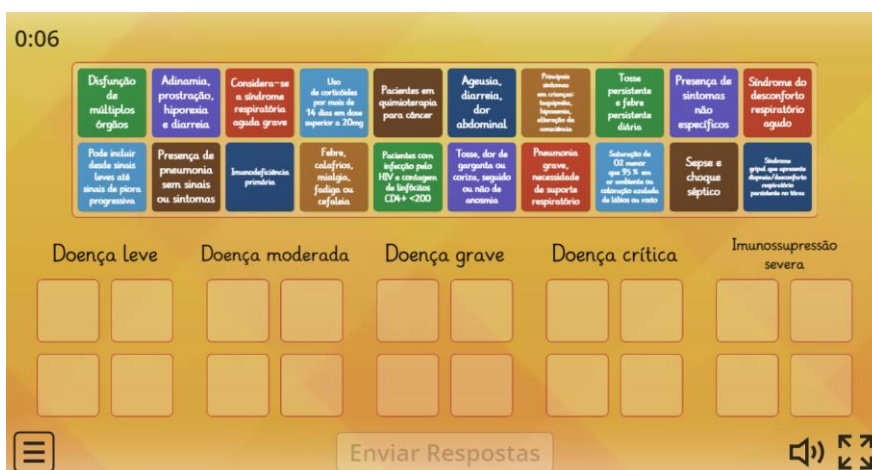 0:06
Disfunção
de
múltiplos
órgãos
Adinamia,
prostração,
hiporexia
e diarreia
Considera-se
a síndrome
respiratória
aguda grave
Uso
de corticóides
por mais de
14 dias em dose
superior a 20mg
Pacientes em
quimioterapia
para câncer
Ageusia,
diarreia,
dor
abdominal
Principais
sintomas
em crianças:
taquipnéia,
hipoxemia,
alteração da
consciência
Tosse
persistente
e febre
persistente
diária
Presença de
sintomas
não
específicos
Síndrome do
desconforto
respiratório
agudo
Pode incluir
desde sinais
leves até
sinais de piora
progressiva
Presença de
pneumonia
sem sinais
ou sintomas
Imunodeficiência
primária
Febre,
calafrios,
mialgia,
fadiga ou
cefaleia
Pacientes com
infecção pelo
HIV e contagem
de linfócitos
CD4+ <200
Tosse, dor de
garganta ou
coriza, seguido
ou não de
anosmia
Pneumonia
grave,
necessidade
de suporte
respiratório
Saturação de
O2 menor
que 95% em
ar ambiente ou
coloração azulada
de lábios ou rosto
Sepse e
choque
séptico
Síndrome
gripal que apresente
dispneia/desconforto
respiratório
persistente no tórax
Doença leve
Doença moderada
Doença grave
Doença crítica
Imunossupressão
severa
Enviar Respostas